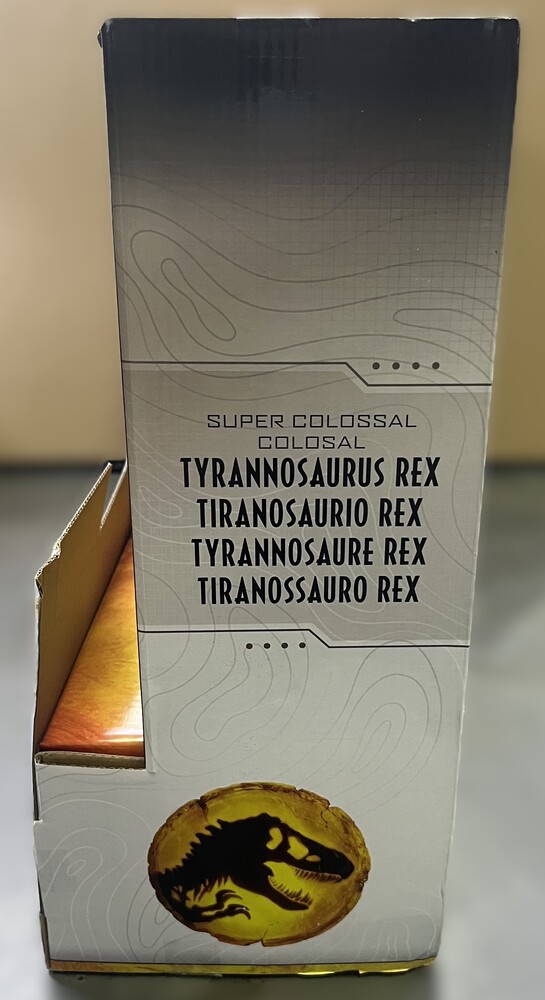 SUPER COLOSSAL
COLOSAL
TYRANNOSAURUS REX
TIRANOSAURIO REX
TYRANNOSAURE REX
TIRANOSSAURO REX